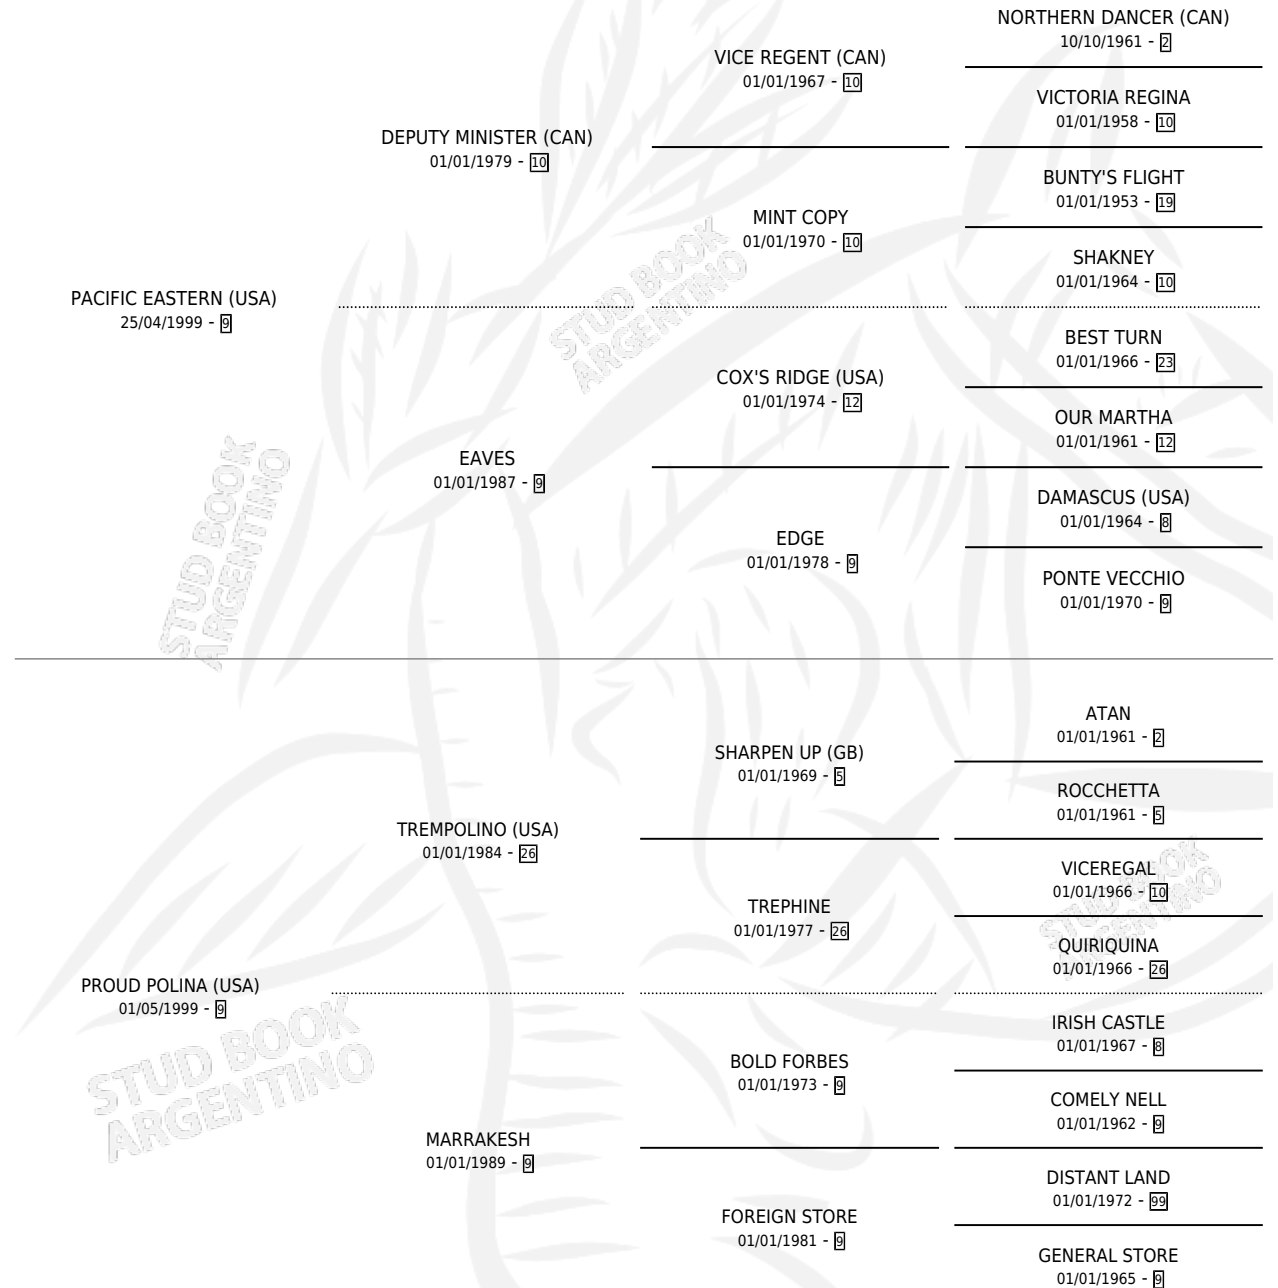 NORTHERN DANCER (CAN)
10/10/1961 - 2
VICE REGENT (CAN)
01/01/1967 - 10
VICTORIA REGINA
01/01/1958 - 10
DEPUTY MINISTER (CAN)
01/01/1979 - 10
BUNTY'S FLIGHT
01/01/1953 - 19
MINT COPY
01/01/1970 - 10
SHAKNEY
01/01/1964 - 10
PACIFIC EASTERN (USA)
25/04/1999 - 9
BEST TURN
01/01/1966 - 23
COX'S RIDGE (USA)
01/01/1974 - 12
OUR MARTHA
01/01/1961 - 12
EAVES
01/01/1987 - 9
DAMASCUS (USA)
01/01/1964 - 8
EDGE
01/01/1978 - 9
PONTE VECCHIO
01/01/1970 - 9
STUD BOOK
ARGENTINO
STUD BOOK
ARGENTINO
ATAN
01/01/1961 - 2
SHARPEN UP (GB)
01/01/1969 - 5
ROCCHETTA
01/01/1961 - 5
TREMPOLINO (USA)
01/01/1984 - 26
VICEREGAL
01/01/1966 - 10
TREPHINE
01/01/1977 - 26
QUIRIQUINA
01/01/1966 - 26
PROUD POLINA (USA)
01/05/1999 - 9
IRISH CASTLE
01/01/1967 - 8
BOLD FORBES
01/01/1973 - 9
COMELY NELL
01/01/1962 - 9
MARRAKESH
01/01/1989 - 9
DISTANT LAND
01/01/1972 - 99
FOREIGN STORE
01/01/1981 - 9
GENERAL STORE
01/01/1965 - 9
STUD BOOK
ARGENTINO
STUD BOOK
ARGENTINO